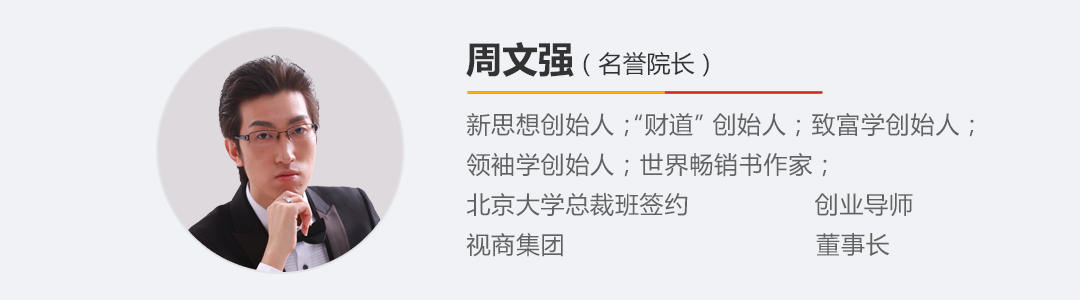 周文强（名誉院长）
新思想创始人；“财道”创始人；致富学创始人；
领袖学创始人；世界畅销书作家；
北京大学总裁班签约 创业导师
视商集团 董事长